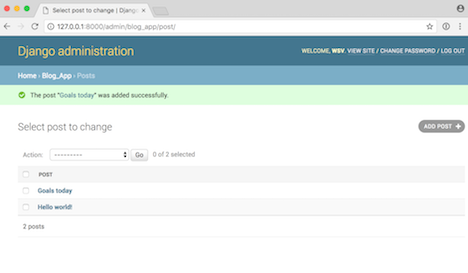 Select post to change | Djang
127.0.0.1:8000/admin/blog_app/post/
Django administration
WELCOME, WSV. VIEW SITE / CHANGE PASSWORD / LOG OUT
Home › Blog_App › Posts
The post "Goals today" was added successfully.
Select post to change
ADD POST +
Action: --------- Go 0 of 2 selected
POST
Goals today
Hello world!
2 posts